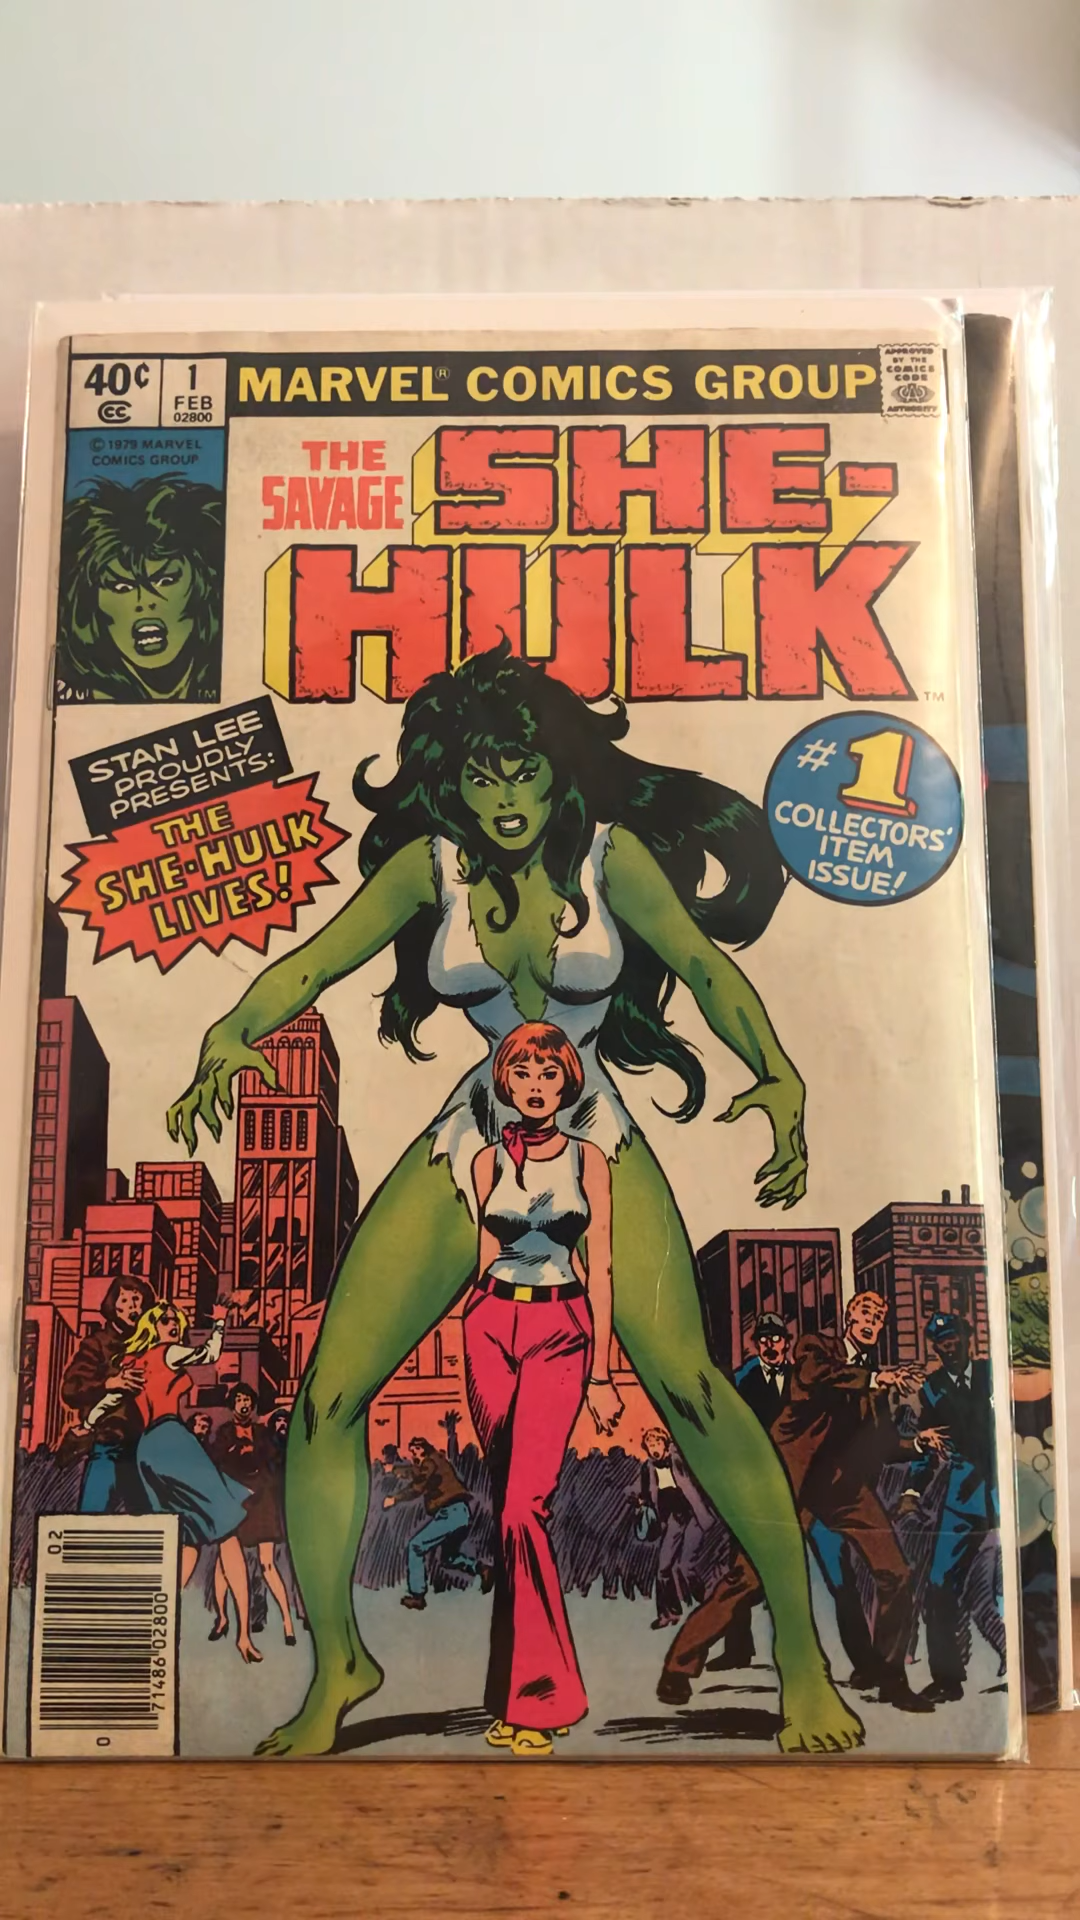 40¢
CC
1
FEB
02800
MARVEL® COMICS GROUP
APPROVED
BY THE
COMICS
CODE
AUTHORITY
© 1979 MARVEL
COMICS GROUP
THE
SAVAGE
SHE-
HULK
TM
TM
STAN LEE
PROUDLY
PRESENTS:
THE
SHE-HULK
LIVES!
#1
COLLECTORS'
ITEM
ISSUE!
02
71486 02800
0